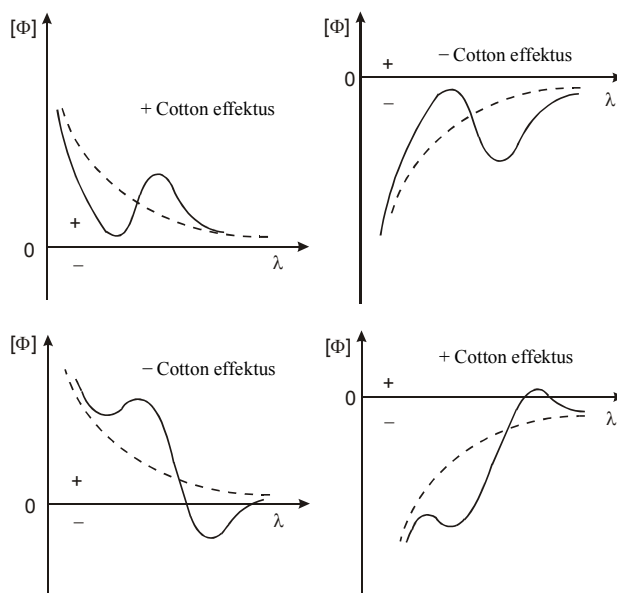 [Φ]
+ Cotton effektus
+
0
–
λ
[Φ]
– Cotton effektus
+
0
–
λ
[Φ]
– Cotton effektus
+
0
–
λ
[Φ]
+ Cotton effektus
+
0
–
λ